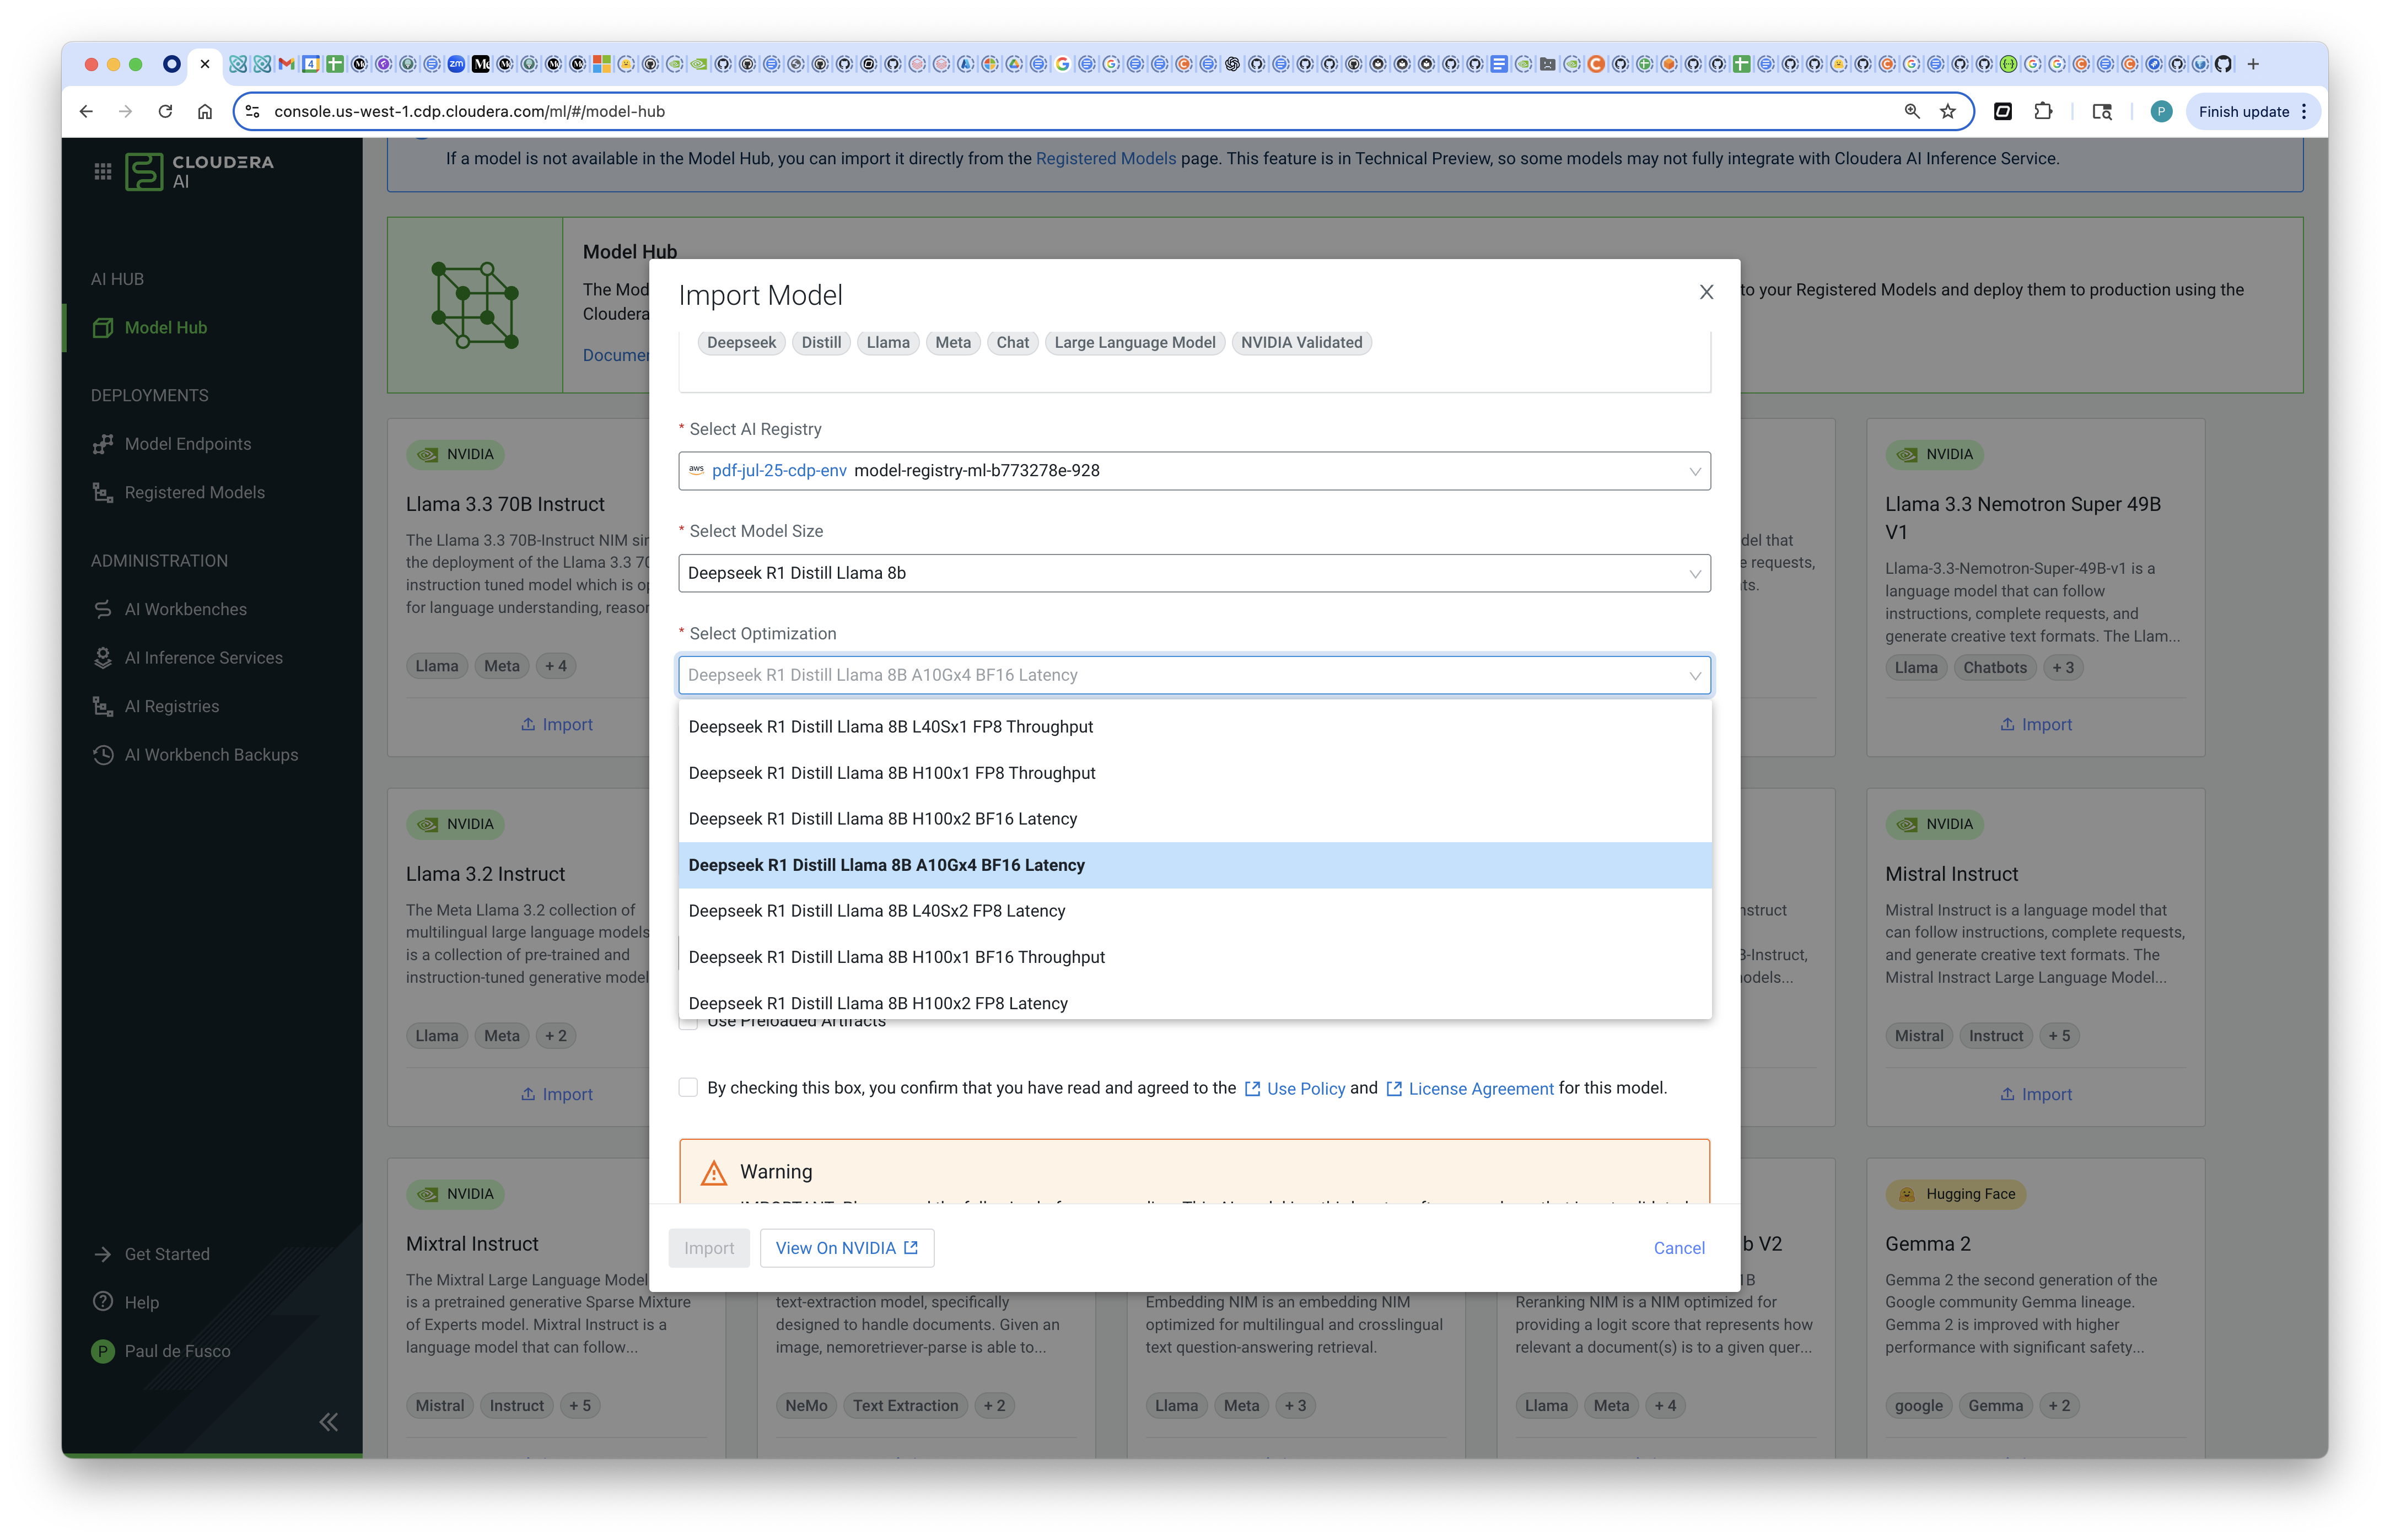 console.us-west-1.cdp.cloudera.com/ml/#/model-hub
P
Finish update
CLOUDERA
AI
AI HUB
Model Hub
DEPLOYMENTS
Model Endpoints
Registered Models
ADMINISTRATION
AI Workbenches
AI Inference Services
AI Registries
AI Workbench Backups
Get Started
Help
P
Paul de Fusco
If a model is not available in the Model Hub, you can import it directly from the Registered Models page. This feature is in Technical Preview, so some models may not fully integrate with Cloudera AI Inference Service.
Model Hub
The Mod
to your Registered Models and deploy them to production using the
Cloudera
Documen
Import Model
Deepseek
Distill
Llama
Meta
Chat
Large Language Model
NVIDIA Validated
* Select AI Registry
aws pdf-jul-25-cdp-env model-registry-ml-b773278e-928
* Select Model Size
Deepseek R1 Distill Llama 8b
* Select Optimization
Deepseek R1 Distill Llama 8B A10Gx4 BF16 Latency
Deepseek R1 Distill Llama 8B L40Sx1 FP8 Throughput
Deepseek R1 Distill Llama 8B H100x1 FP8 Throughput
Deepseek R1 Distill Llama 8B H100x2 BF16 Latency
Deepseek R1 Distill Llama 8B A10Gx4 BF16 Latency
Deepseek R1 Distill Llama 8B L40Sx2 FP8 Latency
Deepseek R1 Distill Llama 8B H100x1 BF16 Throughput
Deepseek R1 Distill Llama 8B H100x2 FP8 Latency
Use Preloaded Artifacts
By checking this box, you confirm that you have read and agreed to the Use Policy and License Agreement for this model.
Warning
Import
View On NVIDIA
Cancel
NVIDIA
Llama 3.3 70B Instruct
The Llama 3.3 70B-Instruct NIM sim
the deployment of the Llama 3.3 70
instruction tuned model which is op
for language understanding, reason
Llama
Meta
+ 4
Import
del that
e requests,
ts.
NVIDIA
Llama 3.3 Nemotron Super 49B
V1
Llama-3.3-Nemotron-Super-49B-v1 is a
language model that can follow
instructions, complete requests, and
generate creative text formats. The Llam...
Llama
Chatbots
+ 3
Import
NVIDIA
Llama 3.2 Instruct
The Meta Llama 3.2 collection of
multilingual large language models
is a collection of pre-trained and
instruction-tuned generative model
Llama
Meta
+ 2
Import
nstruct
3-Instruct,
odels...
NVIDIA
Mistral Instruct
Mistral Instruct is a language model that
can follow instructions, complete requests,
and generate creative text formats. The
Mistral Instract Large Language Model...
Mistral
Instruct
+ 5
Import
NVIDIA
Mixtral Instruct
The Mixtral Large Language Model
is a pretrained generative Sparse Mixture
of Experts model. Mixtral Instruct is a
language model that can follow...
Mistral
Instruct
+ 5
text-extraction model, specifically
designed to handle documents. Given an
image, nemoretriever-parse is able to...
NeMo
Text Extraction
+ 2
Embedding NIM is an embedding NIM
optimized for multilingual and crosslingual
text question-answering retrieval.
Llama
Meta
+ 3
b V2
1B
Reranking NIM is a NIM optimized for
providing a logit score that represents how
relevant a document(s) is to a given quer...
Llama
Meta
+ 4
Hugging Face
Gemma 2
Gemma 2 the second generation of the
Google community Gemma lineage.
Gemma 2 is improved with higher
performance with significant safety...
google
Gemma
+ 2